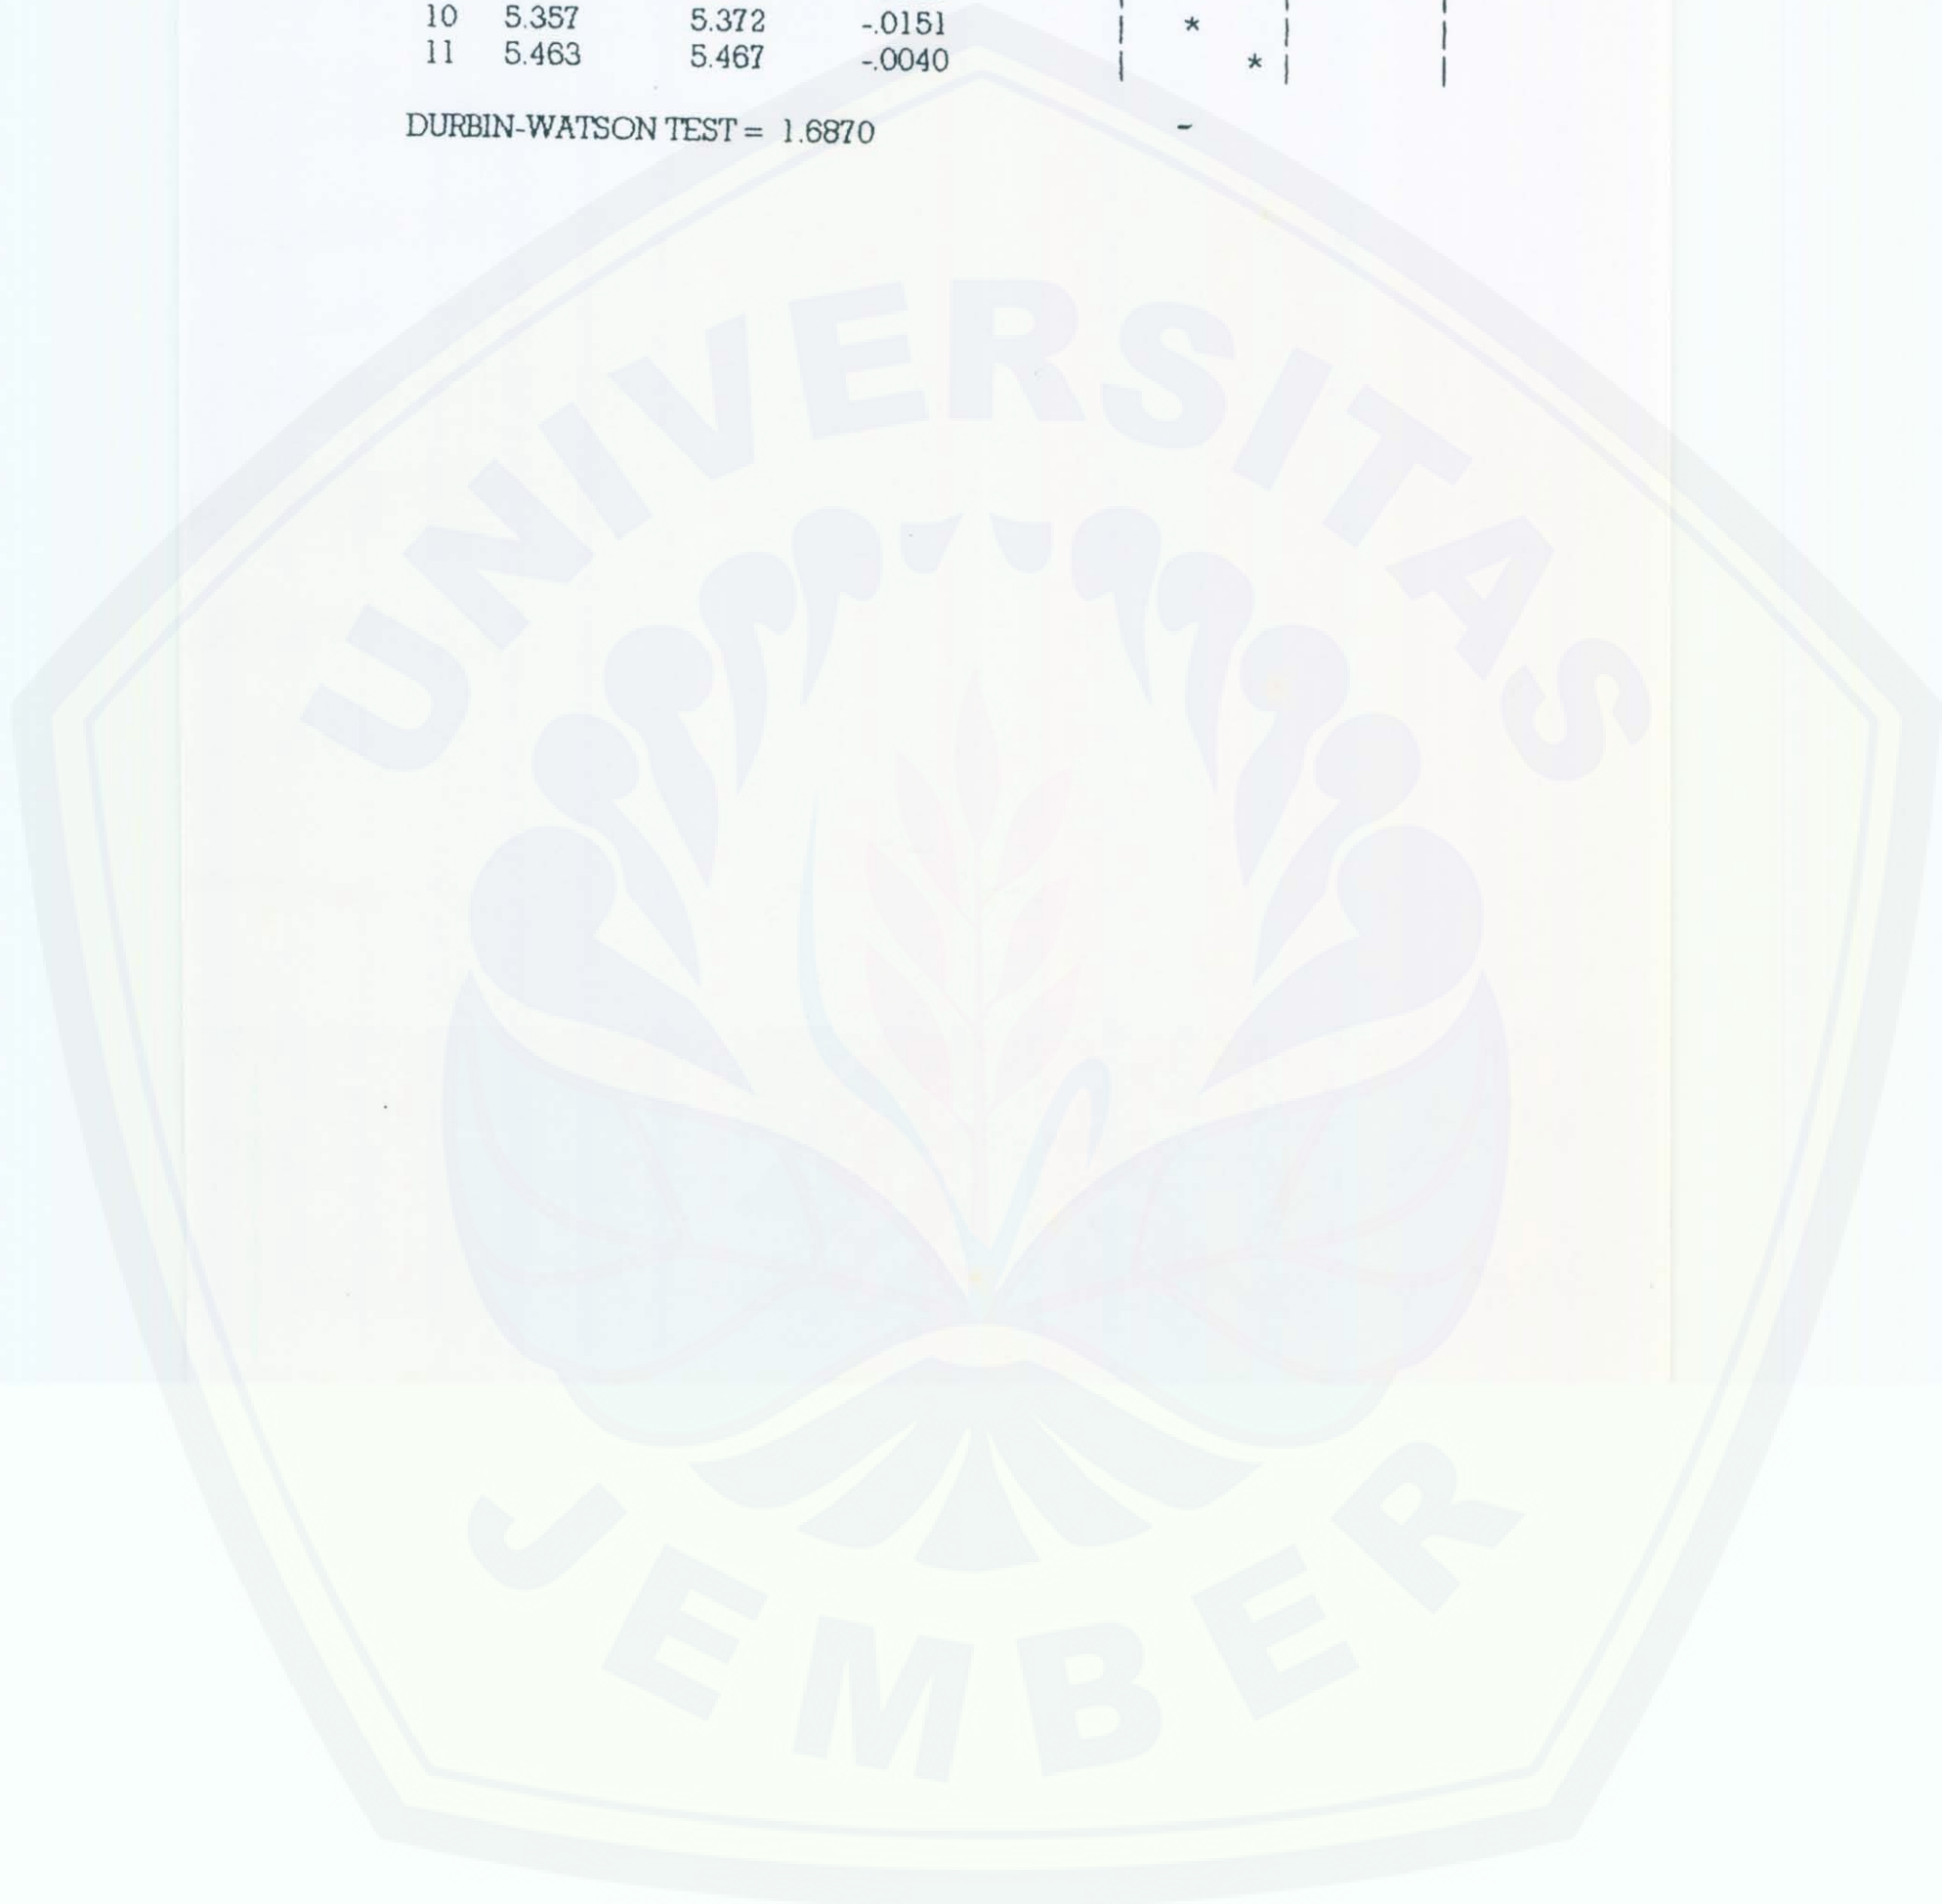 10 5.357 5.372 -.0151 | * | |
11 5.463 5.467 -.0040 | * | |
DURBIN-WATSON TEST = 1.6870
UNIVERSITAS
JEMBER